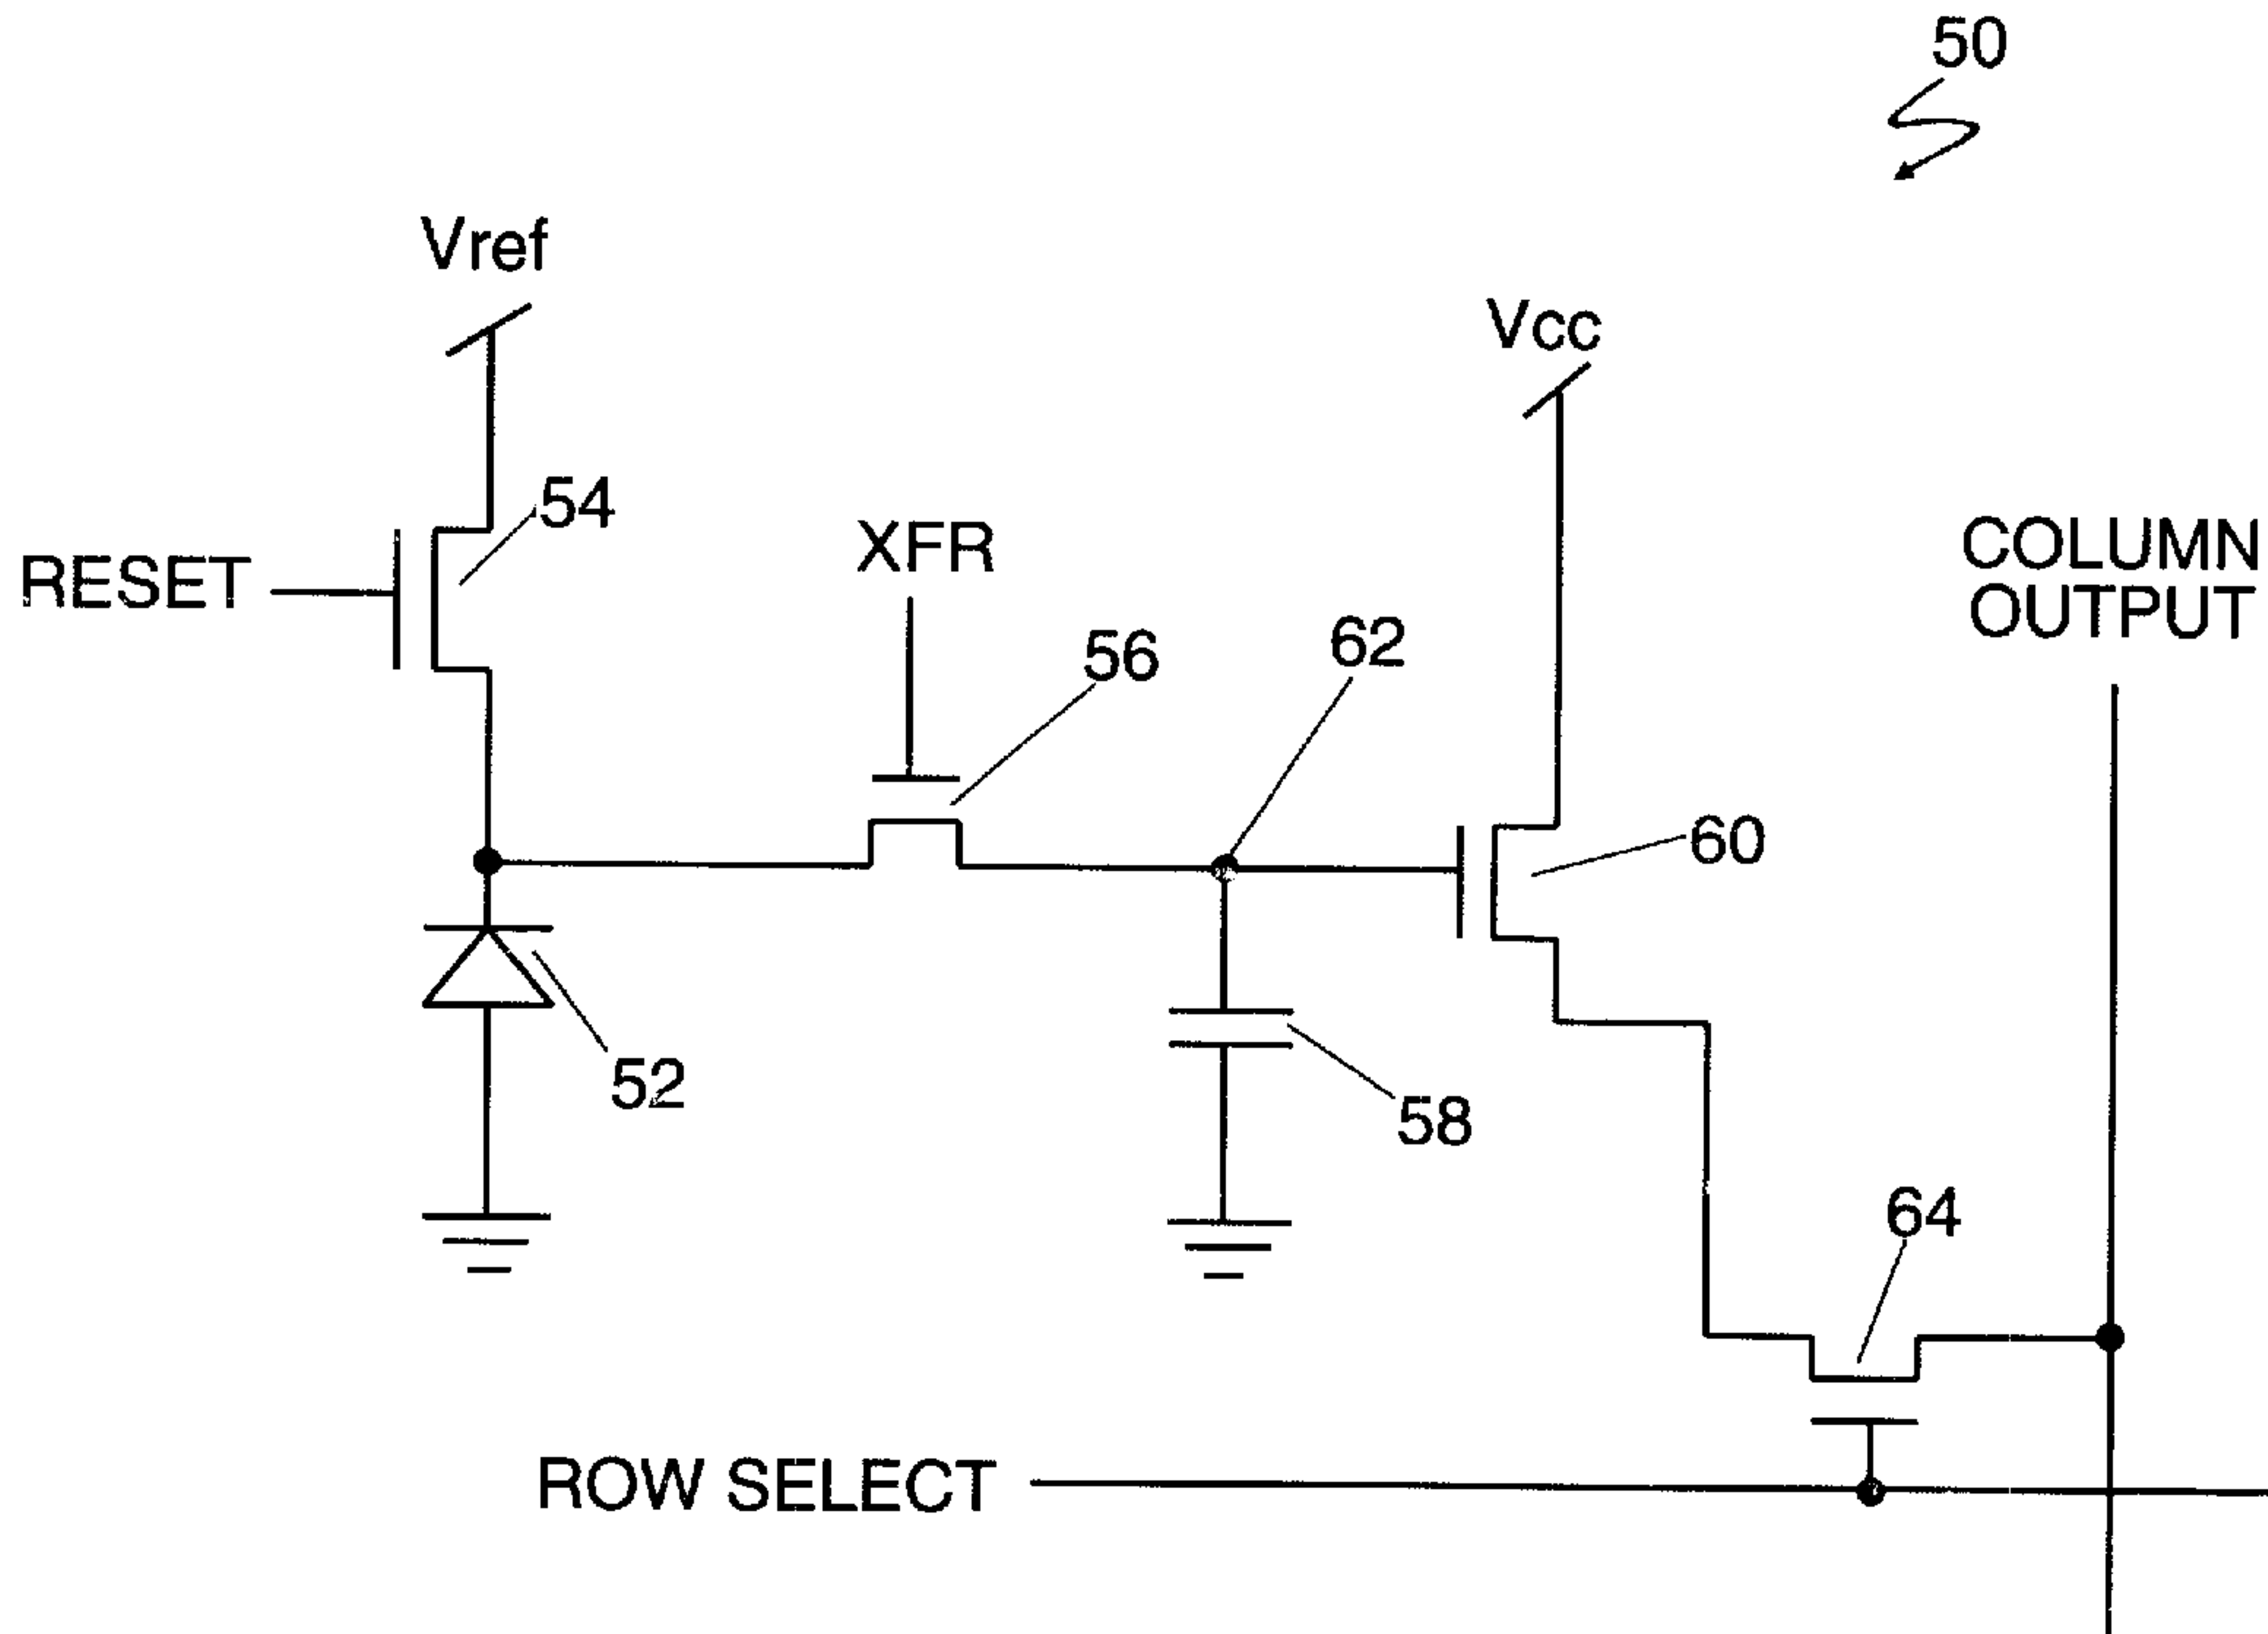 50
Vref
Vcc
54
RESET
XFR
COLUMN
OUTPUT
56
62
60
52
58
64
ROW SELECT